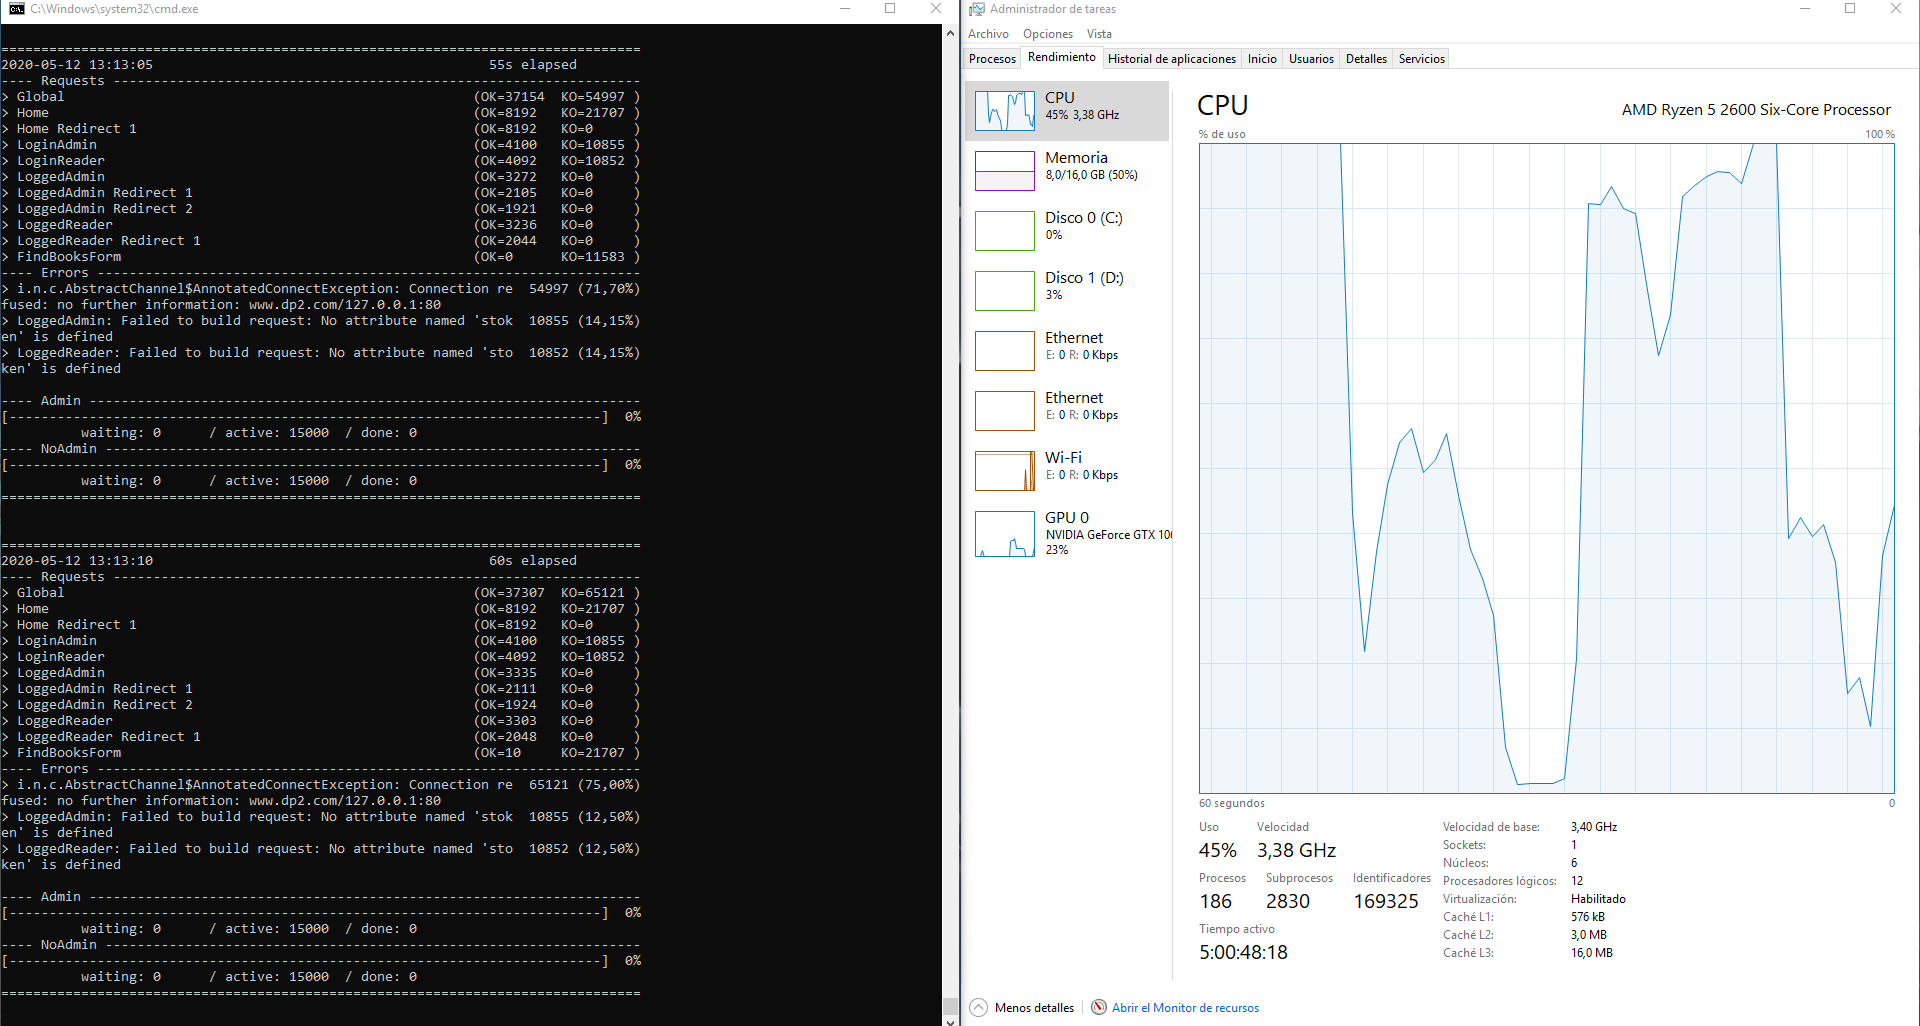 C:\Windows\system32\cmd.exe
================================================================================
2020-05-12 13:13:05                                          55s elapsed
---- Requests ------------------------------------------------------------------
> Global                                                   (OK=37154  KO=54997 )
> Home                                                     (OK=8192   KO=21707 )
> Home Redirect 1                                          (OK=8192   KO=0     )
> LoginAdmin                                               (OK=4100   KO=10855 )
> LoginReader                                              (OK=4092   KO=10852 )
> LoggedAdmin                                              (OK=3272   KO=0     )
> LoggedAdmin Redirect 1                                   (OK=2105   KO=0     )
> LoggedAdmin Redirect 2                                   (OK=1921   KO=0     )
> LoggedReader                                             (OK=3236   KO=0     )
> LoggedReader Redirect 1                                  (OK=2044   KO=0     )
> FindBooksForm                                            (OK=0      KO=11583 )
---- Errors --------------------------------------------------------------------
> i.n.c.AbstractChannel$AnnotatedConnectException: Connection re  54997 (71,70%)
fused: no further information: www.dp2.com/127.0.0.1:80
> LoggedAdmin: Failed to build request: No attribute named 'stok  10855 (14,15%)
en' is defined
> LoggedReader: Failed to build request: No attribute named 'sto  10852 (14,15%)
ken' is defined
---- Admin ---------------------------------------------------------------------
[--------------------------------------------------------------------------]  0%
          waiting: 0      / active: 15000  / done: 0
---- NoAdmin -------------------------------------------------------------------
[--------------------------------------------------------------------------]  0%
          waiting: 0      / active: 15000  / done: 0
================================================================================
================================================================================
2020-05-12 13:13:10                                          60s elapsed
---- Requests ------------------------------------------------------------------
> Global                                                   (OK=37307  KO=65121 )
> Home                                                     (OK=8192   KO=21707 )
> Home Redirect 1                                          (OK=8192   KO=0     )
> LoginAdmin                                               (OK=4100   KO=10855 )
> LoginReader                                              (OK=4092   KO=10852 )
> LoggedAdmin                                              (OK=3335   KO=0     )
> LoggedAdmin Redirect 1                                   (OK=2111   KO=0     )
> LoggedAdmin Redirect 2                                   (OK=1924   KO=0     )
> LoggedReader                                             (OK=3303   KO=0     )
> LoggedReader Redirect 1                                  (OK=2048   KO=0     )
> FindBooksForm                                            (OK=10     KO=21707 )
---- Errors --------------------------------------------------------------------
> i.n.c.AbstractChannel$AnnotatedConnectException: Connection re  65121 (75,00%)
fused: no further information: www.dp2.com/127.0.0.1:80
> LoggedAdmin: Failed to build request: No attribute named 'stok  10855 (12,50%)
en' is defined
> LoggedReader: Failed to build request: No attribute named 'sto  10852 (12,50%)
ken' is defined
---- Admin ---------------------------------------------------------------------
[--------------------------------------------------------------------------]  0%
          waiting: 0      / active: 15000  / done: 0
---- NoAdmin -------------------------------------------------------------------
[--------------------------------------------------------------------------]  0%
          waiting: 0      / active: 15000  / done: 0
================================================================================
Administrador de tareas
Archivo Opciones Vista
Procesos Rendimiento Historial de aplicaciones Inicio Usuarios Detalles Servicios
CPU
45% 3,38 GHz
Memoria
8,0/16,0 GB (50%)
Disco 0 (C:)
0%
Disco 1 (D:)
3%
Ethernet
E: 0 R: 0 Kbps
Ethernet
E: 0 R: 0 Kbps
Wi-Fi
E: 0 R: 0 Kbps
GPU 0
NVIDIA GeForce GTX 106
23%
CPU AMD Ryzen 5 2600 Six-Core Processor
% de uso 100 %
60 segundos 0
Uso Velocidad
45% 3,38 GHz
Procesos Subprocesos Identificadores
186 2830 169325
Tiempo activo
5:00:48:18
Velocidad de base: 3,40 GHz
Sockets: 1
Núcleos: 6
Procesadores lógicos: 12
Virtualización: Habilitado
Caché L1: 576 kB
Caché L2: 3,0 MB
Caché L3: 16,0 MB
Menos detalles Abrir el Monitor de recursos